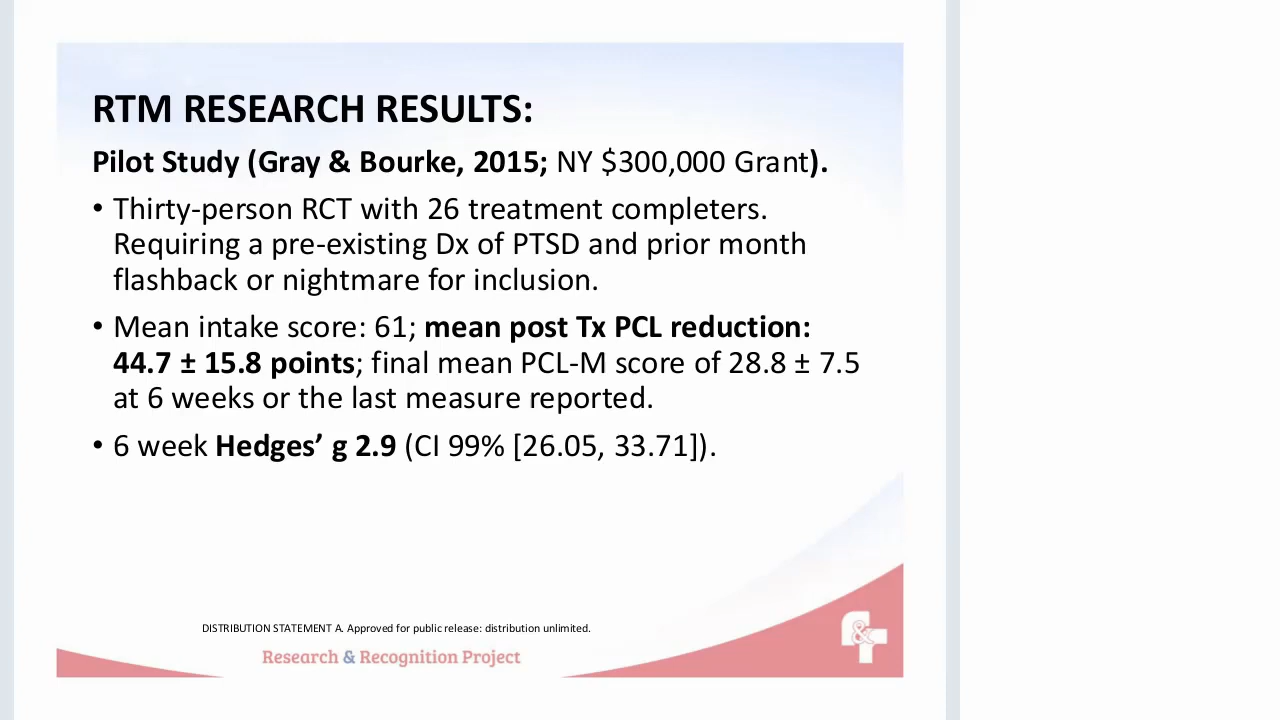 RTM RESEARCH RESULTS:
Pilot Study (Gray & Bourke, 2015; NY $300,000 Grant).
• Thirty-person RCT with 26 treatment completers.
Requiring a pre-existing Dx of PTSD and prior month
flashback or nightmare for inclusion.
• Mean intake score: 61; mean post Tx PCL reduction:
44.7 ± 15.8 points; final mean PCL-M score of 28.8 ± 7.5
at 6 weeks or the last measure reported.
• 6 week Hedges’ g 2.9 (CI 99% [26.05, 33.71]).
DISTRIBUTION STATEMENT A. Approved for public release: distribution unlimited.
Research & Recognition Project